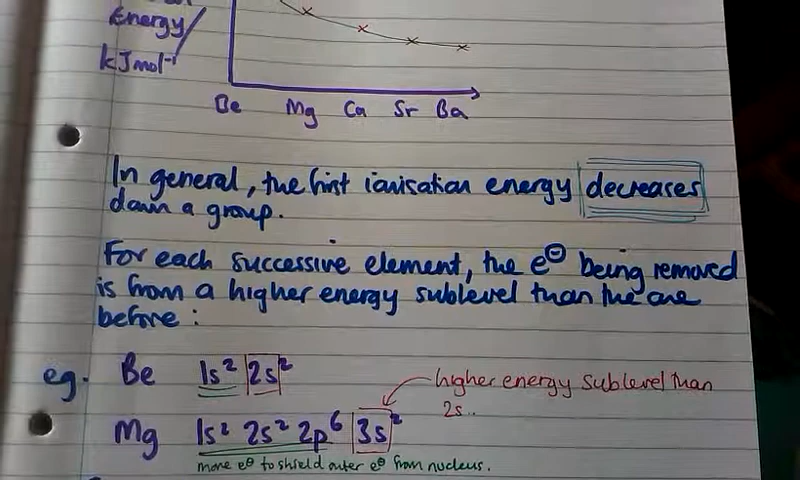 Energy/
kJmol⁻¹
Be Mg Ca Sr Ba
In general, the first ionisation energy decreases
down a group.
For each successive element, the e⊖ being removed
is from a higher energy sublevel than the one
before :
eg. Be 1s² 2s²
higher energy sublevel than
2s..
Mg 1s² 2s² 2p⁶ 3s²
more e⊖ to shield outer e⊖ from nucleus.